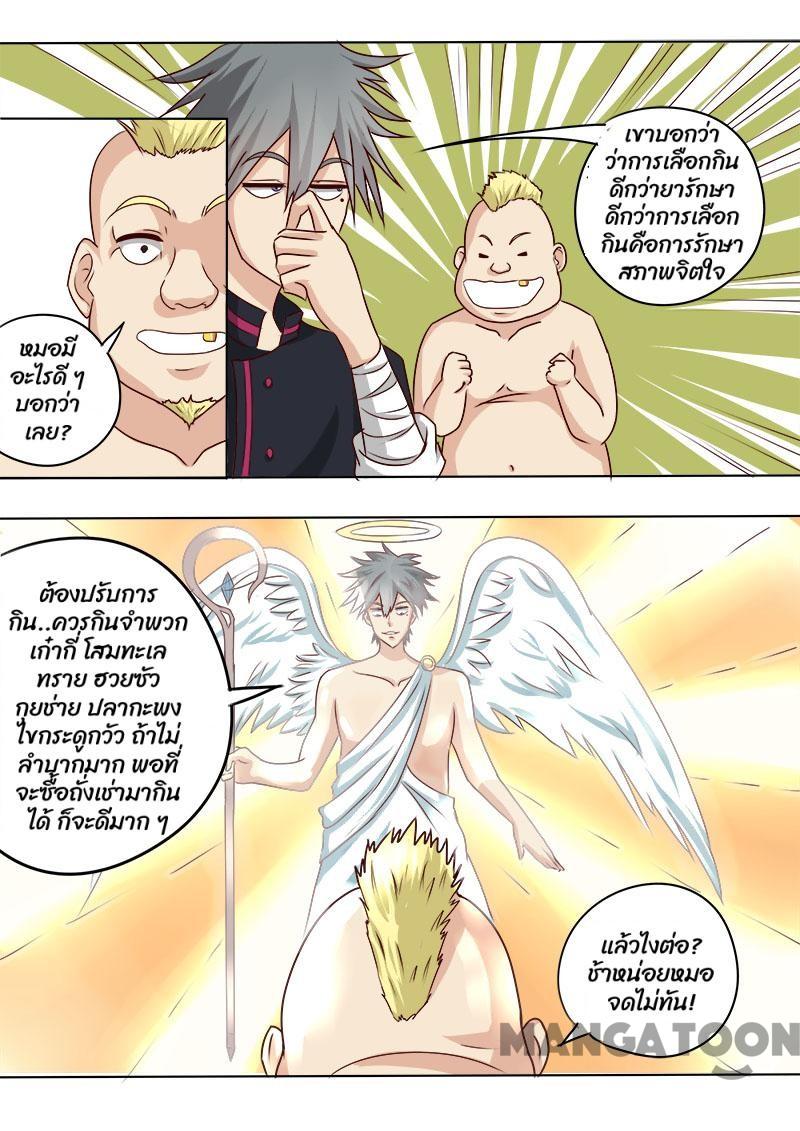 เขาบอกว่า
ว่าการเลือกกิน
ดีกว่ายารักษา
ดีกว่าการเลือก
กินคือการรักษา
สภาพจิตใจ
หมอมี
อะไรดี ๆ
บอกว่า
เลย?
ต้องปรับการ
กิน..ควรกินจำพวก
เก๋ากี่ โสมทะเล
ทราย ฮวยซัว
กุยช่าย ปลากะพง
ไขกระดูกวัว ถ้าไม่
ลำบากมาก พอที่
จะซื้อถั่งเช่ามากิน
ได้ ก็จะดีมาก ๆ
แล้วไงต่อ?
ช้าหน่อยหมอ
จดไม่ทัน!
MANGATOON